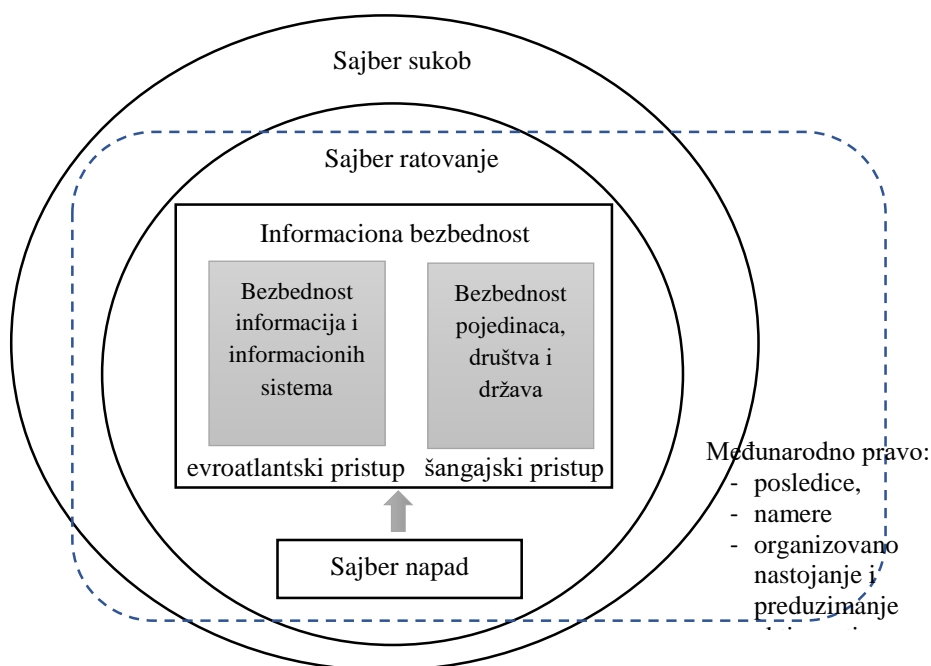 Sajber sukob
Sajber ratovanje
Informaciona bezbednost
Bezbednost
informacija i
informacionih
sistema
Bezbednost
pojedinaca,
društva i
država
evroatlantski pristup
šangajski pristup
Sajber napad
Međunarodno pravo:
- posledice,
- namere
- organizovano
nastojanje i
preduzimanje